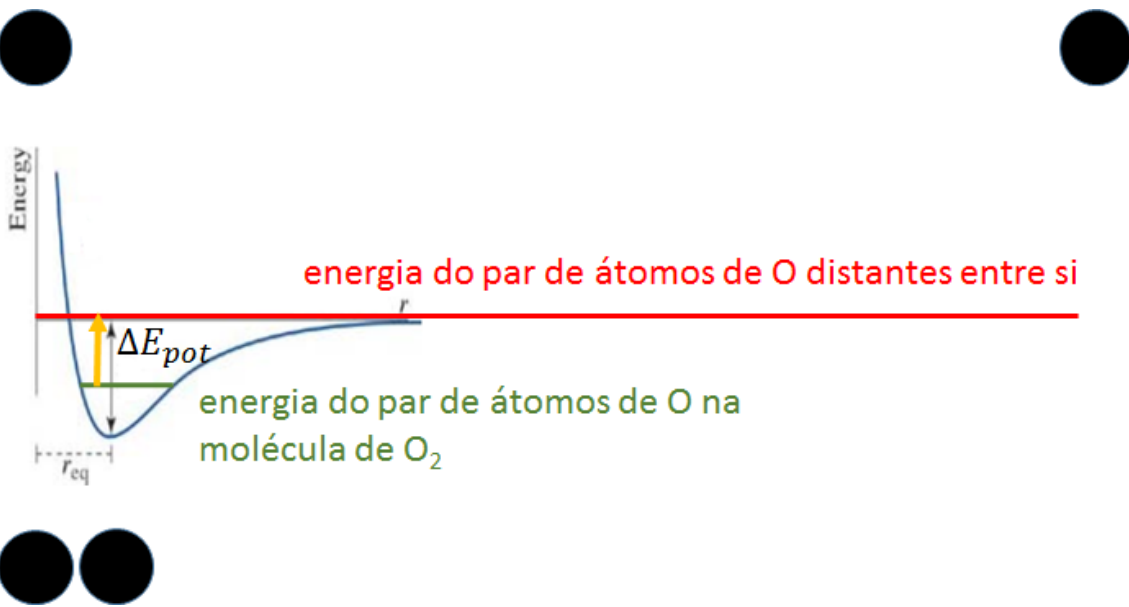 Energy
energia do par de átomos de O distantes entre si
r
ΔE_pot
energia do par de átomos de O na
molécula de O₂
r_eq